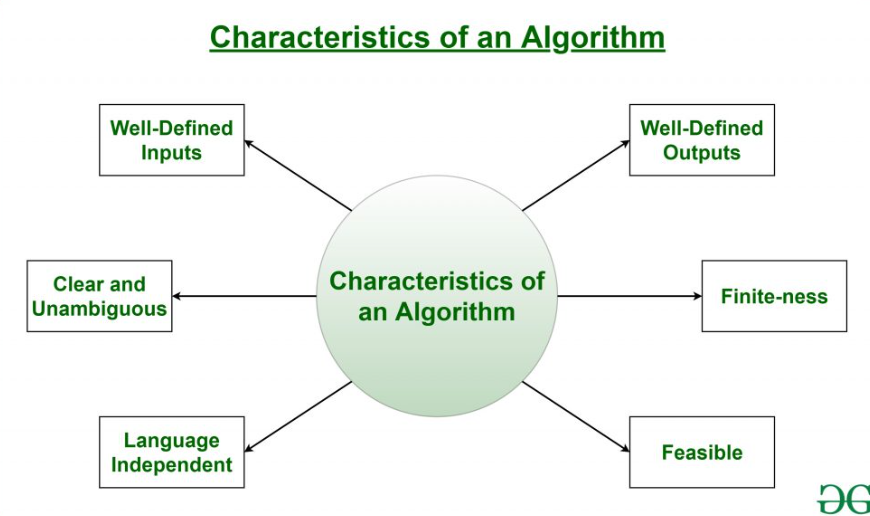 Characteristics of an Algorithm
Well-Defined
Inputs
Well-Defined
Outputs
Clear and
Unambiguous
Characteristics of
an Algorithm
Finite-ness
Language
Independent
Feasible